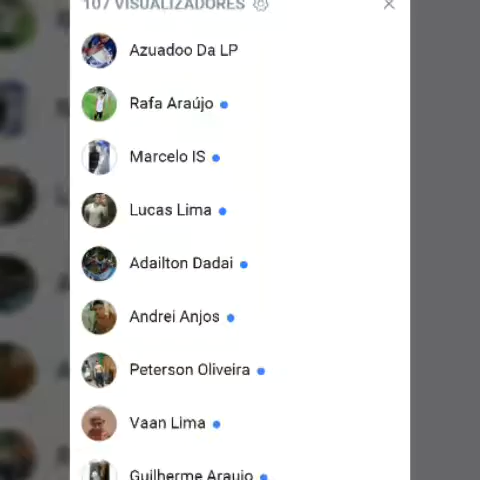 107 VISUALIZADORES
Azuadoo Da LP
Rafa Araújo
Marcelo IS
Lucas Lima
Adailton Dadai
Andrei Anjos
Peterson Oliveira
Vaan Lima
Guilherme Araujo